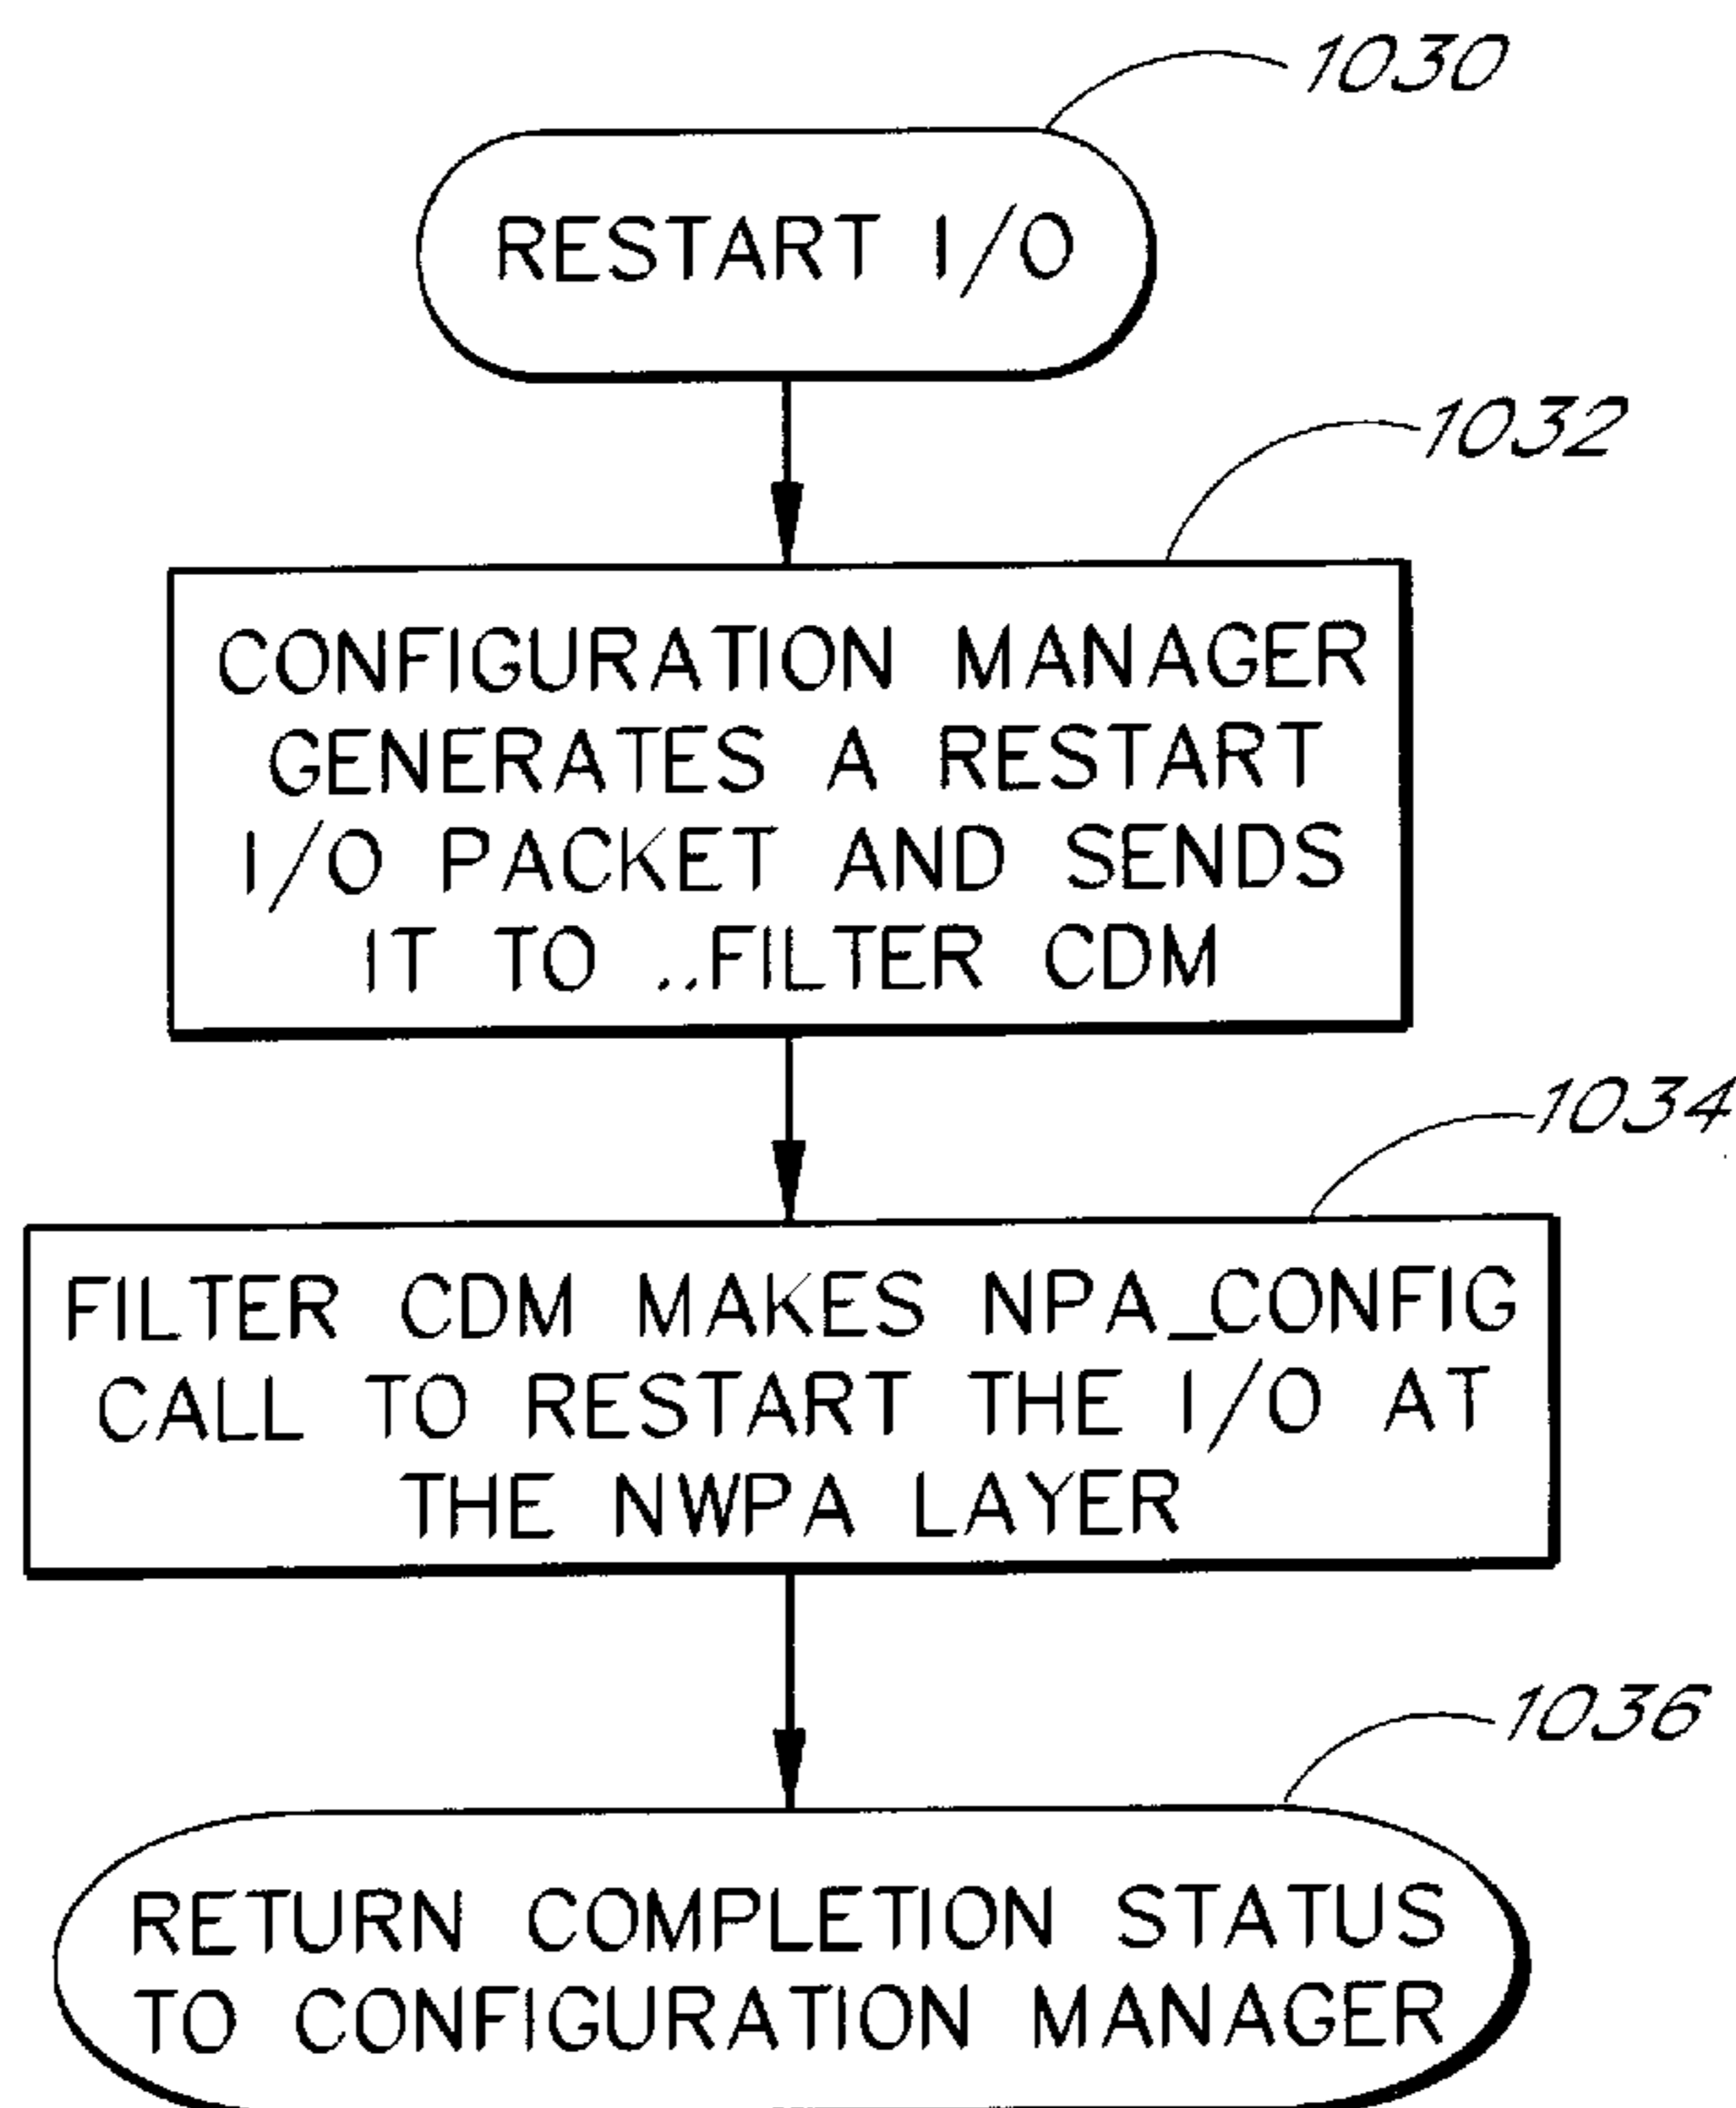 1030
RESTART I/O
1032
CONFIGURATION MANAGER
GENERATES A RESTART
I/O PACKET AND SENDS
IT TO ..FILTER CDM
1034
FILTER CDM MAKES NPA_CONFIG
CALL TO RESTART THE I/O AT
THE NWPA LAYER
1036
RETURN COMPLETION STATUS
TO CONFIGURATION MANAGER